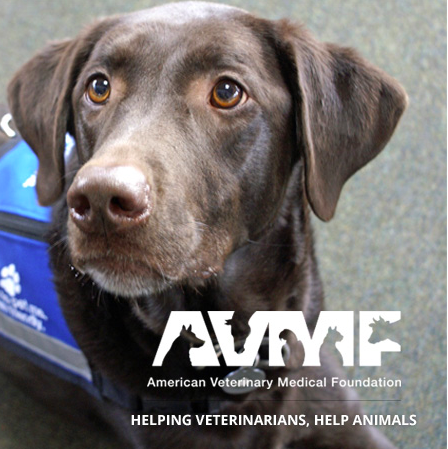 AVMF
American Veterinary Medical Foundation
HELPING VETERINARIANS, HELP ANIMALS